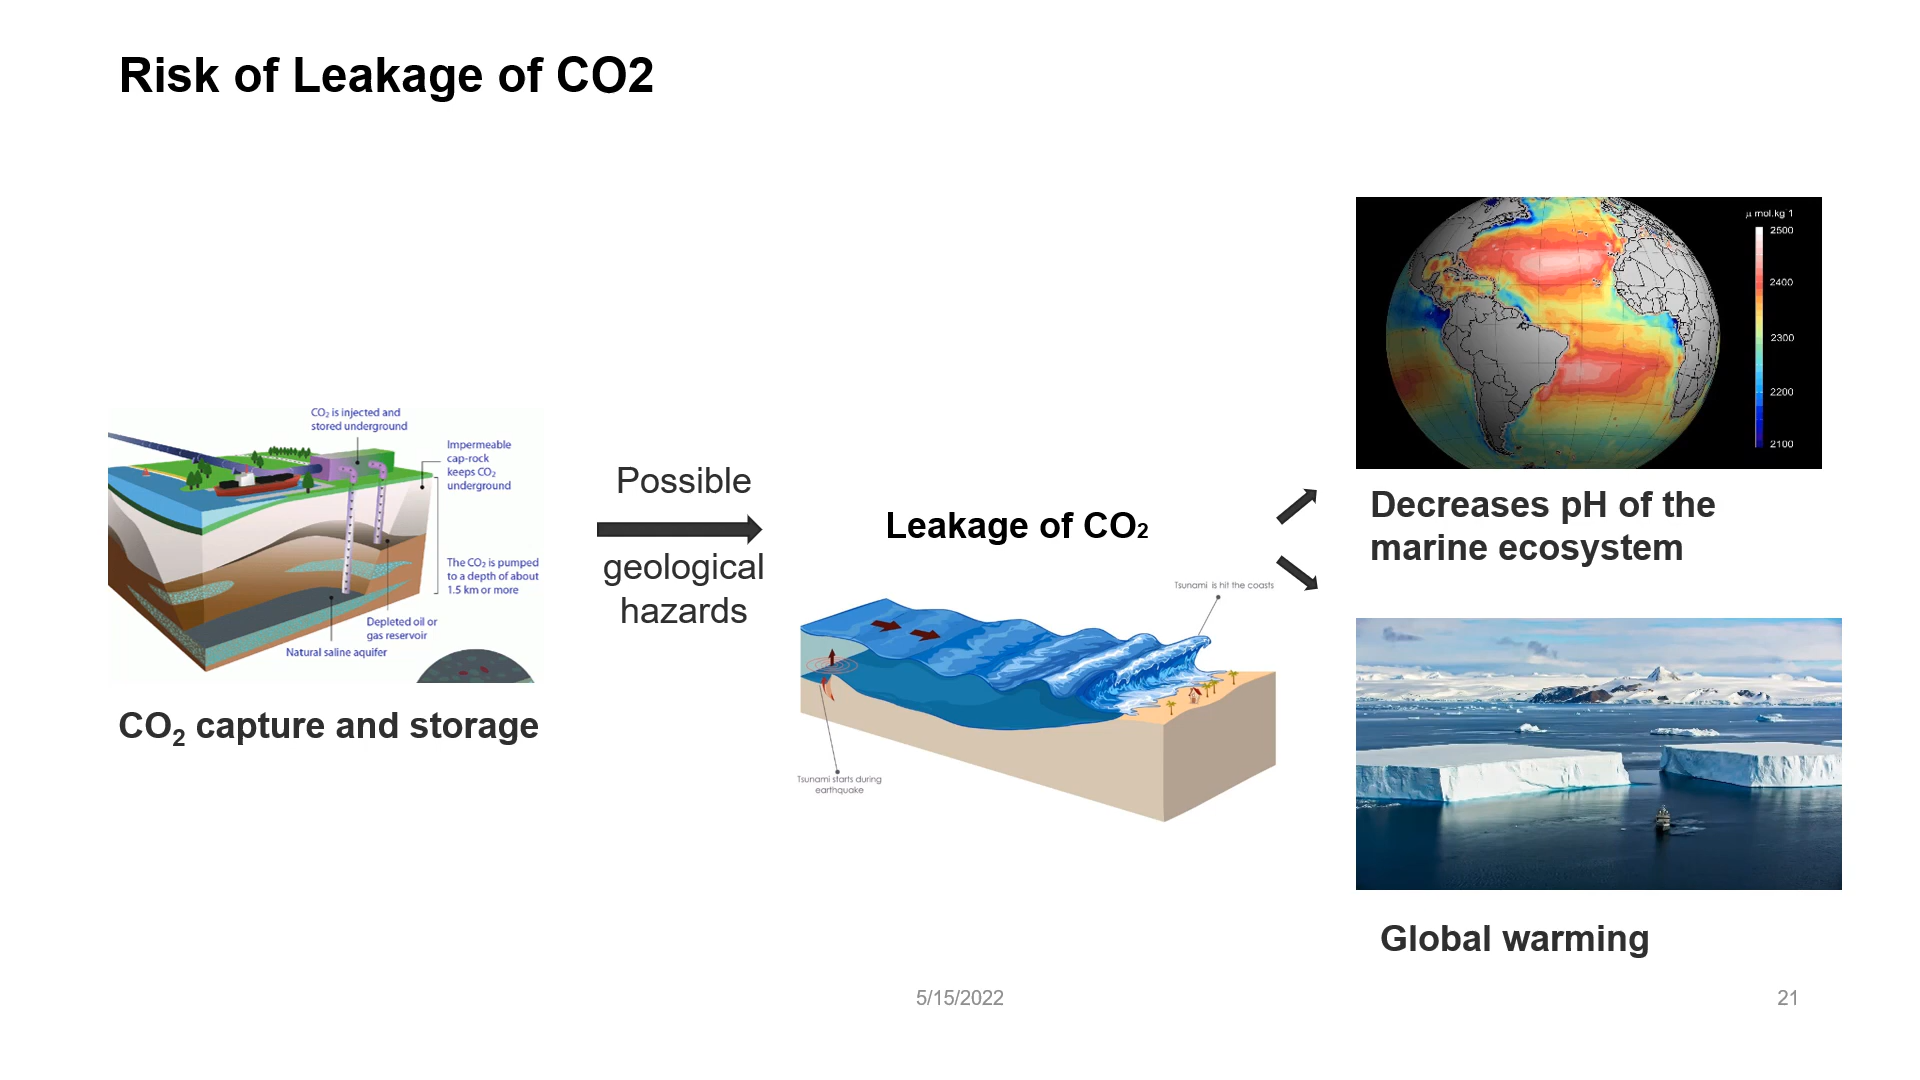 Risk of Leakage of CO2
CO₂ is injected and
stored underground
Impermeable
cap-rock
keeps CO₂
underground
The CO₂ is pumped
to a depth of about
1.5 km or more
Depleted oil or
gas reservoir
Natural saline aquifer
CO₂ capture and storage
Possible
geological
hazards
Leakage of CO₂
Tsunami is hit the coasts
Tsunami starts during
earthquake
μ mol.kg 1
2500
2400
2300
2200
2100
Decreases pH of the
marine ecosystem
Global warming
5/15/2022
21